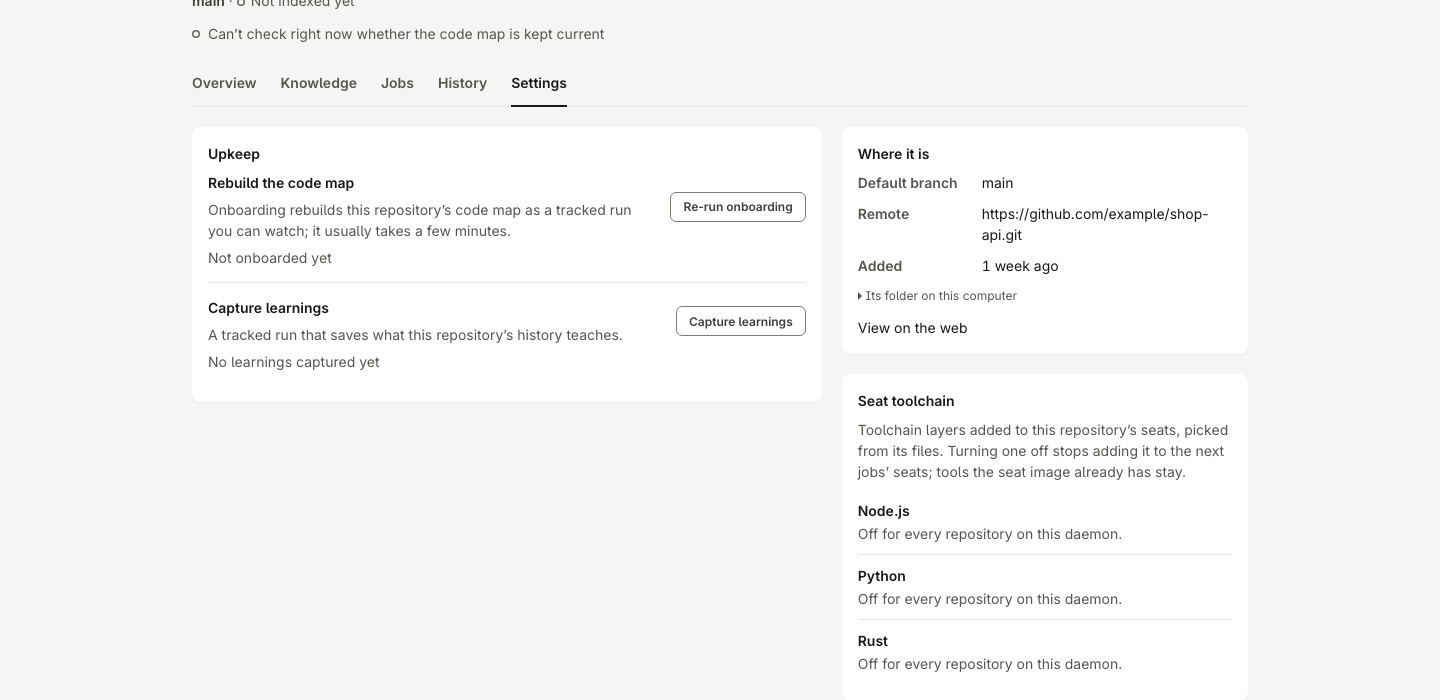 main · Not indexed yet
Can’t check right now whether the code map is kept current
Overview Knowledge Jobs History Settings
Upkeep
Rebuild the code map
Onboarding rebuilds this repository’s code map as a tracked run
you can watch; it usually takes a few minutes.
Re-run onboarding
Not onboarded yet
Capture learnings
A tracked run that saves what this repository’s history teaches.
Capture learnings
No learnings captured yet
Where it is
Default branch main
Remote https://github.com/example/shop-
api.git
Added 1 week ago
Its folder on this computer
View on the web
Seat toolchain
Toolchain layers added to this repository’s seats, picked
from its files. Turning one off stops adding it to the next
jobs’ seats; tools the seat image already has stay.
Node.js
Off for every repository on this daemon.
Python
Off for every repository on this daemon.
Rust
Off for every repository on this daemon.